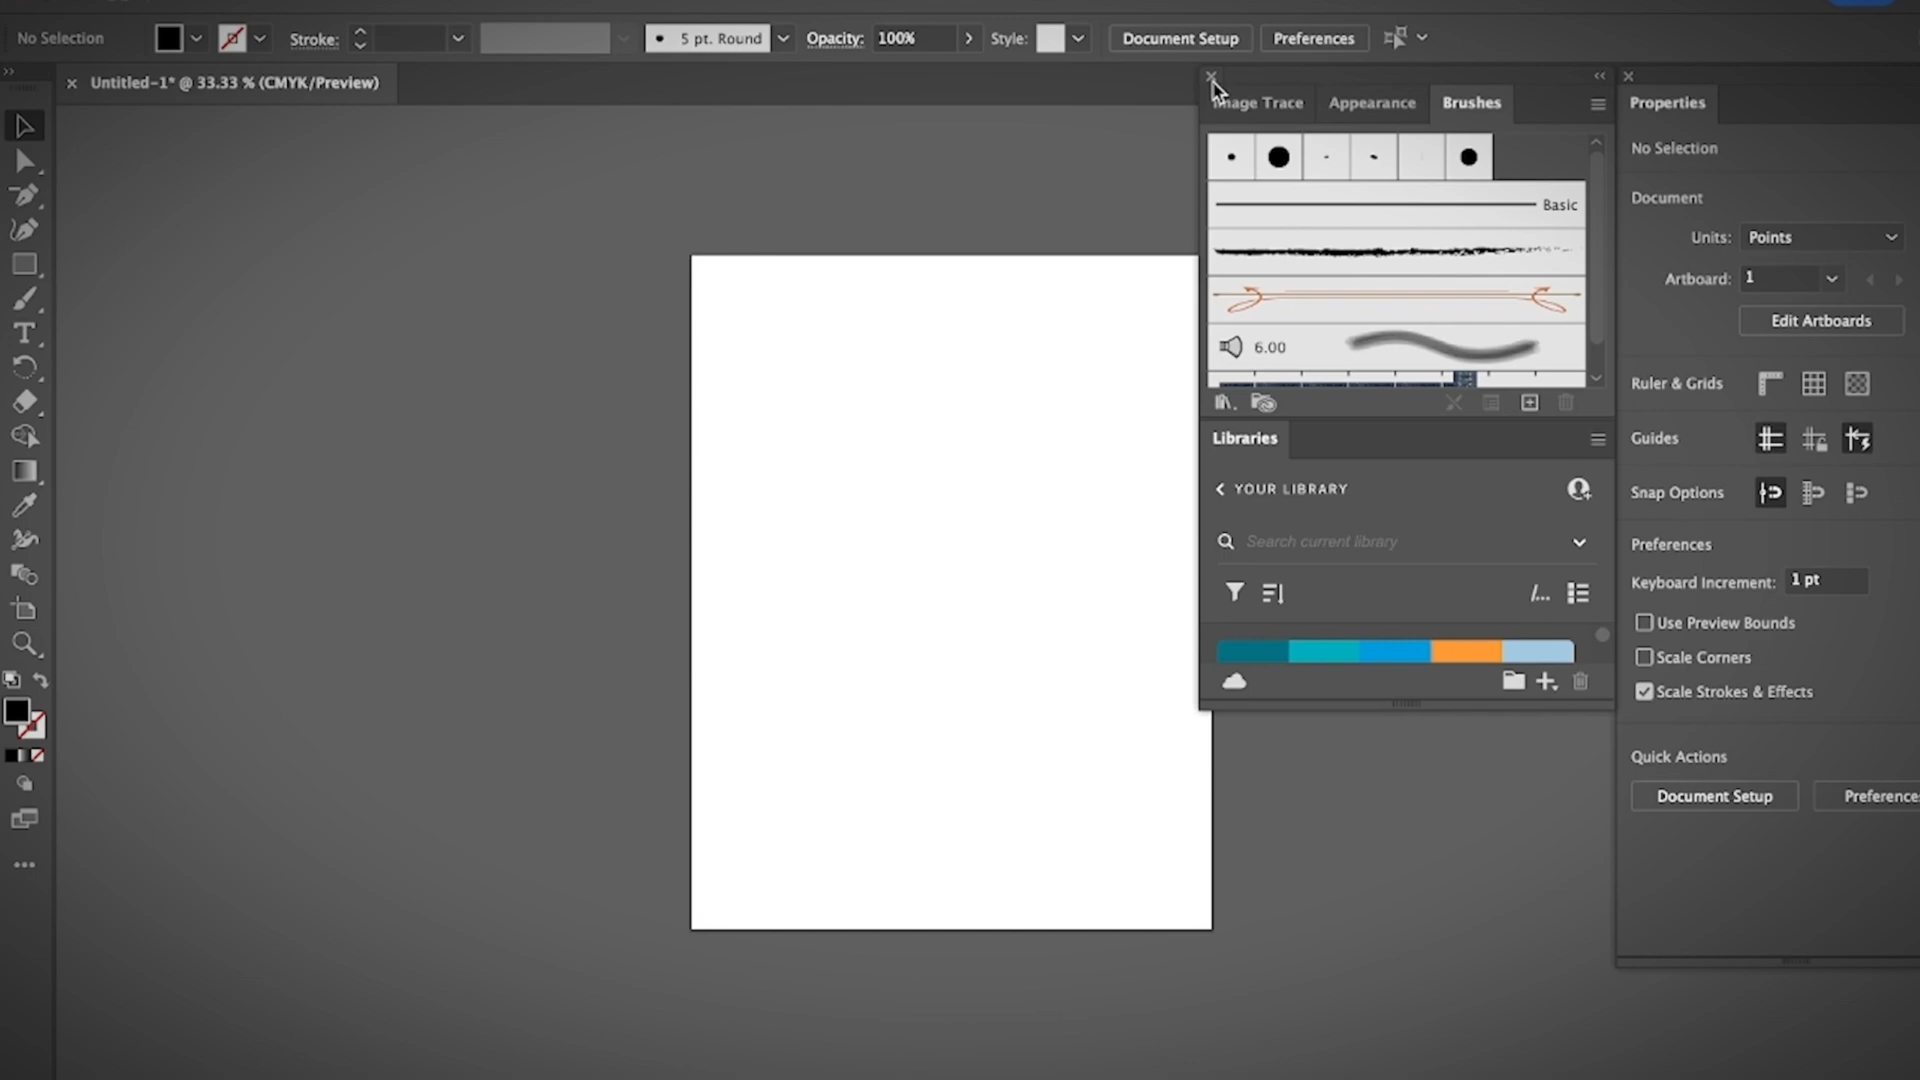 No Selection
Stroke:
5 pt. Round
Opacity:
100%
Style:
Document Setup
Preferences
Untitled-1* @ 33.33 % (CMYK/Preview)
Image Trace
Appearance
Brushes
Properties
Basic
6.00
Libraries
YOUR LIBRARY
Search current library
/...
No Selection
Document
Units:
Points
Artboard:
1
Edit Artboards
Ruler & Grids
Guides
Snap Options
Preferences
Keyboard Increment:
1 pt
Use Preview Bounds
Scale Corners
Scale Strokes & Effects
Quick Actions
Document Setup
Preference